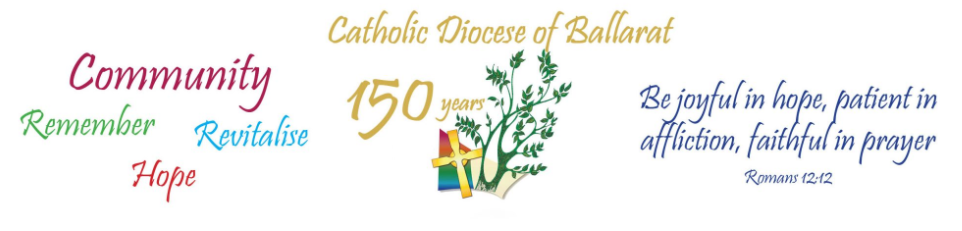 Community
Remember
Revitalise
Hope
Catholic Diocese of Ballarat
150 years
Be joyful in hope, patient in
affliction, faithful in prayer
Romans 12:12